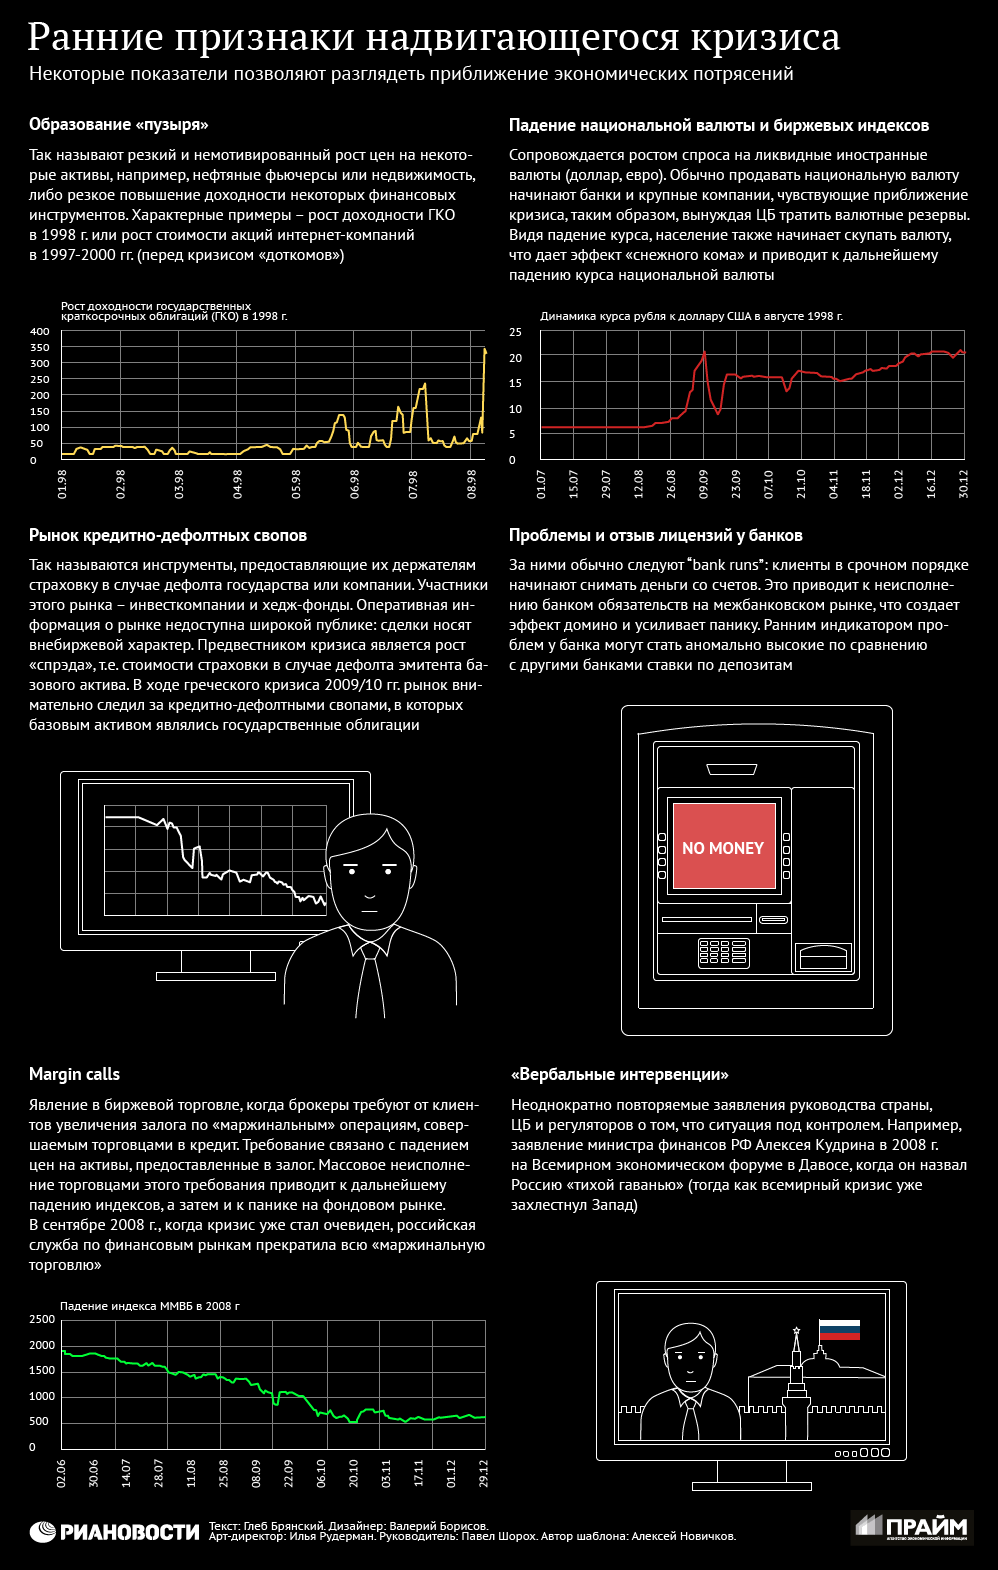 Ранние признаки надвигающегося кризиса
Некоторые показатели позволяют разглядеть приближение экономических потрясений
Образование «пузыря»
Так называют резкий и немотивированный рост цен на некото-
рые активы, например, нефтяные фьючерсы или недвижимость,
либо резкое повышение доходности некоторых финансовых
инструментов. Характерные примеры – рост доходности ГКО
в 1998 г. или рост стоимости акций интернет-компаний
в 1997-2000 гг. (перед кризисом «доткомов»)
Рост доходности государственных
краткосрочных облигаций (ГКО) в 1998 г.
400
350
300
250
200
150
100
50
0
01.98
02.98
03.98
04.98
05.98
06.98
07.98
08.98
Падение национальной валюты и биржевых индексов
Сопровождается ростом спроса на ликвидные иностранные
валюты (доллар, евро). Обычно продавать национальную валюту
начинают банки и крупные компании, чувствующие приближение
кризиса, таким образом, вынуждая ЦБ тратить валютные резервы.
Видя падение курса, население также начинает скупать валюту,
что дает эффект «снежного кома» и приводит к дальнейшему
падению курса национальной валюты
Динамика курса рубля к доллару США в августе 1998 г.
25
20
15
10
5
0
01.07
15.07
29.07
12.08
26.08
09.09
23.09
07.10
21.10
04.11
18.11
02.12
16.12
30.12
Рынок кредитно-дефолтных свопов
Так называются инструменты, предоставляющие их держателям
страховку в случае дефолта государства или компании. Участники
этого рынка – инвесткомпании и хедж-фонды. Оперативная ин-
формация о рынке недоступна широкой публике: сделки носят
внебиржевой характер. Предвестником кризиса является рост
«спрэда», т.е. стоимости страховки в случае дефолта эмитента ба-
зового актива. В ходе греческого кризиса 2009/10 гг. рынок вни-
мательно следил за кредитно-дефолтными свопами, в которых
базовым активом являлись государственные облигации
Проблемы и отзыв лицензий у банков
За ними обычно следуют “bank runs”: клиенты в срочном порядке
начинают снимать деньги со счетов. Это приводит к неисполне-
нию банком обязательств на межбанковском рынке, что создает
эффект домино и усиливает панику. Ранним индикатором про-
блем у банка могут стать аномально высокие по сравнению
с другими банками ставки по депозитам
NO MONEY
Margin calls
Явление в биржевой торговле, когда брокеры требуют от клиен-
тов увеличения залога по «маржинальным» операциям, совер-
шаемым торговцами в кредит. Требование связано с падением
цен на активы, предоставленные в залог. Массовое неисполне-
ние торговцами этого требования приводит к дальнейшему
падению индексов, а затем и к панике на фондовом рынке.
В сентябре 2008 г., когда кризис уже стал очевиден, российская
служба по финансовым рынкам прекратила всю «маржинальную
торговлю»
Падение индекса ММВБ в 2008 г
2500
2000
1500
1000
500
0
02.06
30.06
14.07
28.07
11.08
25.08
08.09
22.09
06.10
20.10
03.11
17.11
01.12
29.12
«Вербальные интервенции»
Неоднократно повторяемые заявления руководства страны,
ЦБ и регуляторов о том, что ситуация под контролем. Например,
заявление министра финансов РФ Алексея Кудрина в 2008 г.
на Всемирном экономическом форуме в Давосе, когда он назвал
Россию «тихой гаванью» (тогда как всемирный кризис уже
захлестнул Запад)
РИАНОВОСТИ
Текст: Глеб Брянский. Дизайнер: Валерий Борисов.
Арт-директор: Илья Рудерман. Руководитель: Павел Шорох. Автор шаблона: Алексей Новичков.
ПРАЙМ
АГЕНТСТВО ЭКОНОМИЧЕСКОЙ ИНФОРМАЦИИ